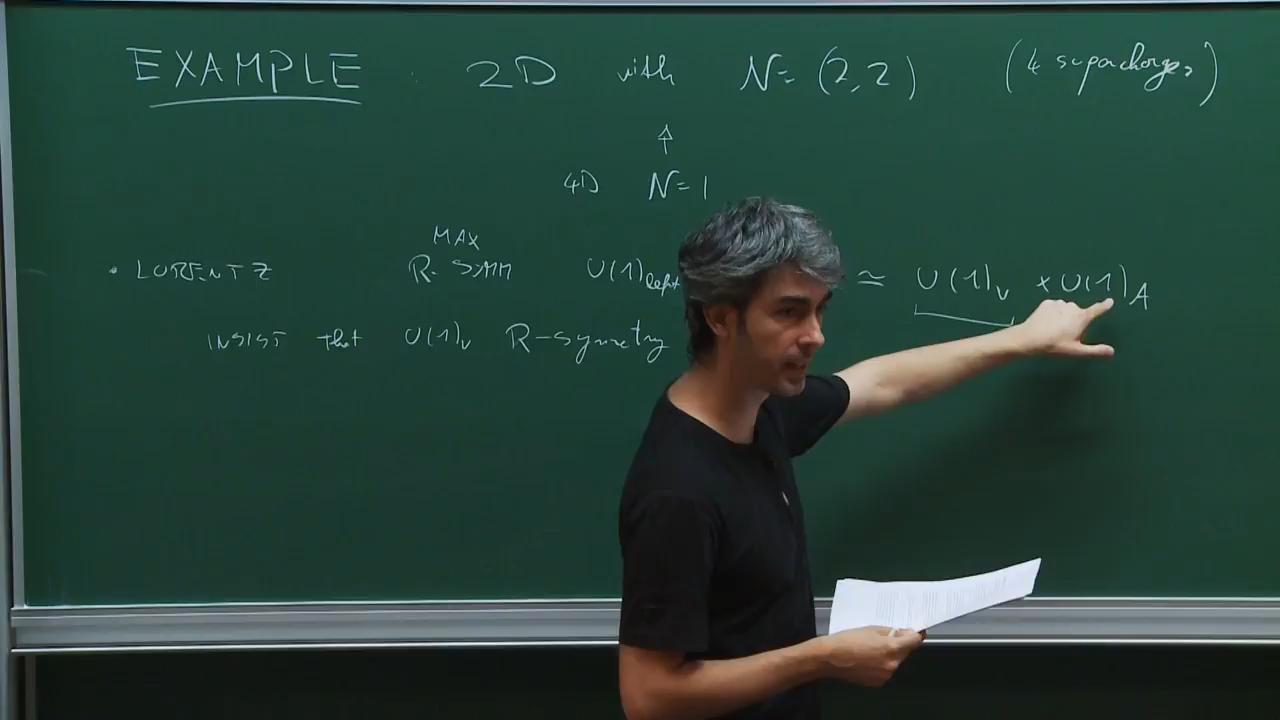 EXAMPLE : 2D with N=(2,2) (4 supercharges)
↑
4D N=1
MAX
• LORENTZ R-SYMM U(1)left ≃ U(1)V × U(1)A
INSIST that U(1)V R-symmetry